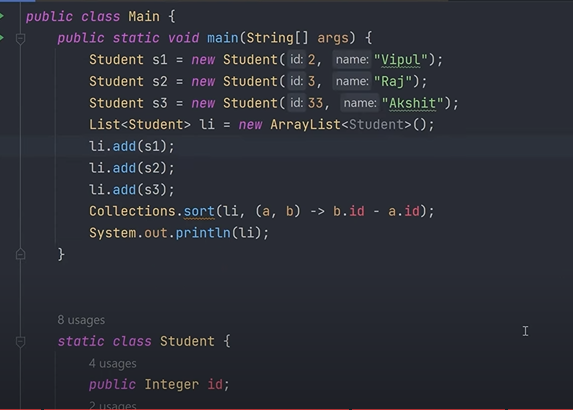 public class Main {
public static void main(String[] args) {
Student s1 = new Student( id: 2, name: "Vipul");
Student s2 = new Student( id: 3, name: "Raj");
Student s3 = new Student( id: 33, name: "Akshit");
List<Student> li = new ArrayList<Student>();
li.add(s1);
li.add(s2);
li.add(s3);
Collections.sort(li, (a, b) -> b.id - a.id);
System.out.println(li);
}
8 usages
static class Student {
4 usages
public Integer id;
2 usages